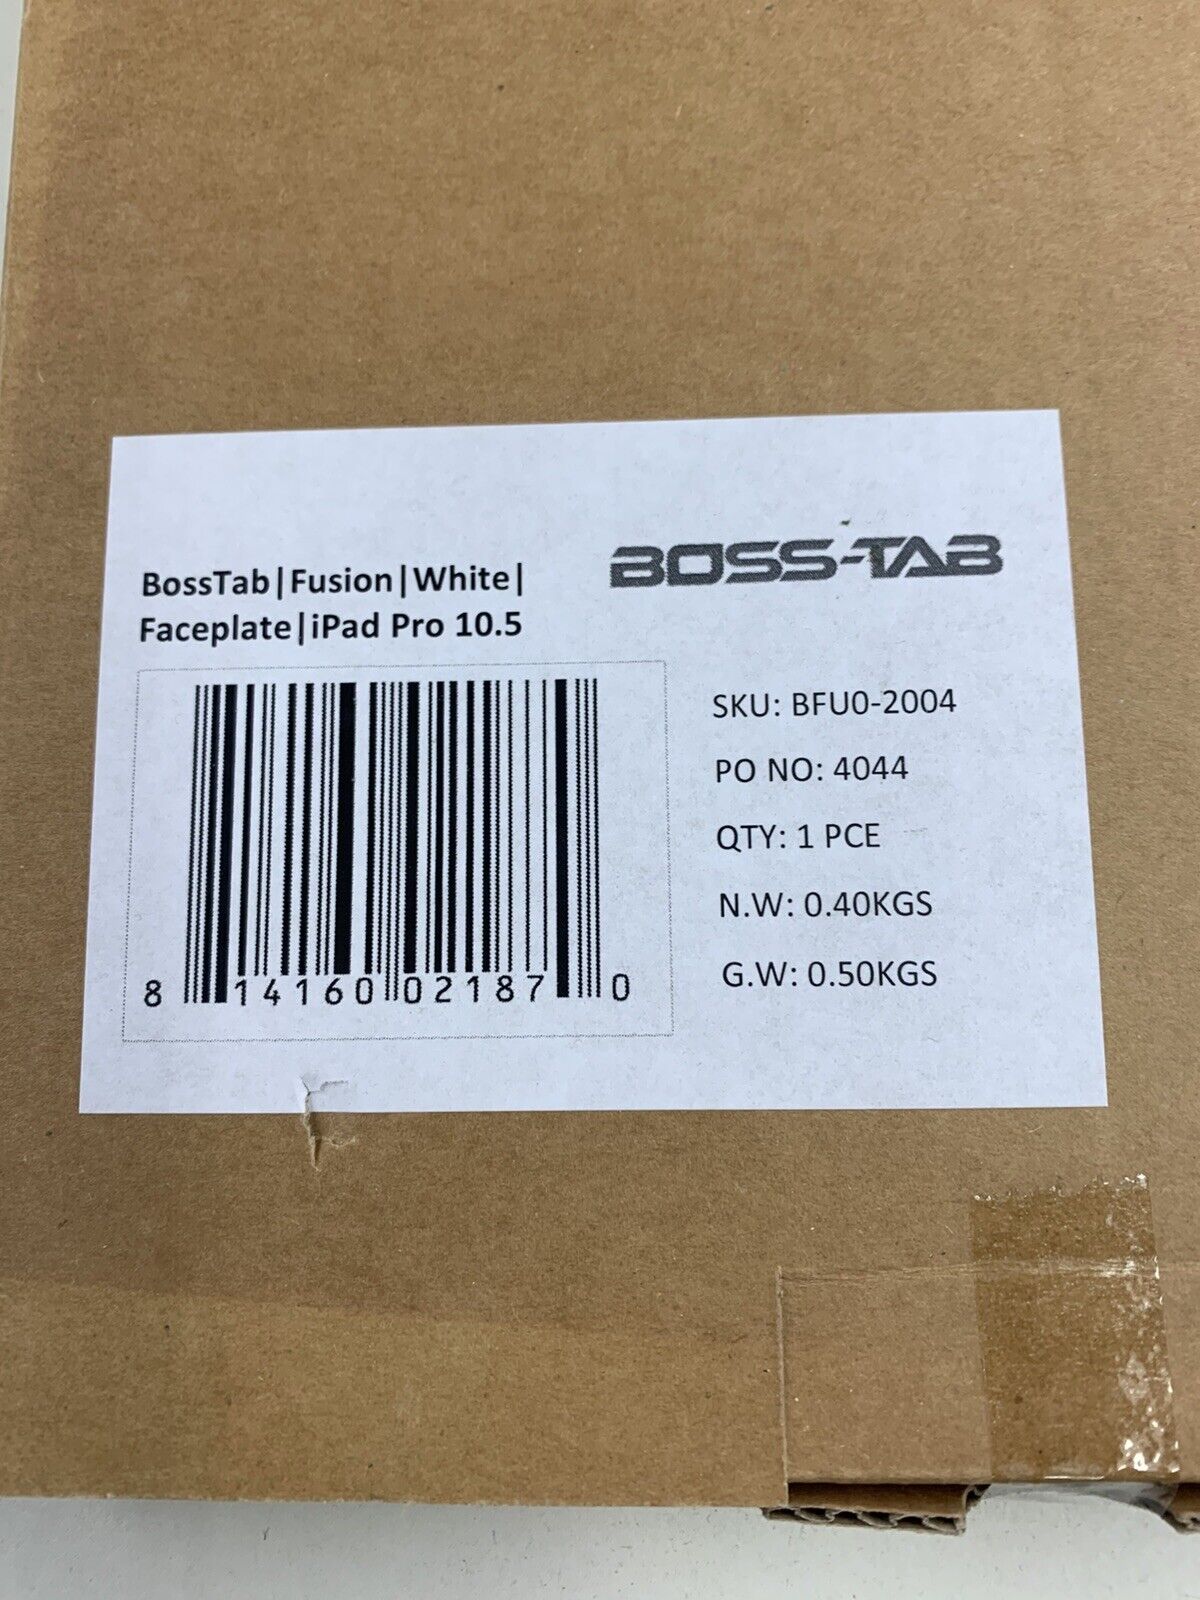 BOSS-TAB
BossTab|Fusion|White|
Faceplate|iPad Pro 10.5
8 14160 02187 0
SKU: BFU0-2004
PO NO: 4044
QTY: 1 PCE
N.W: 0.40KGS
G.W: 0.50KGS